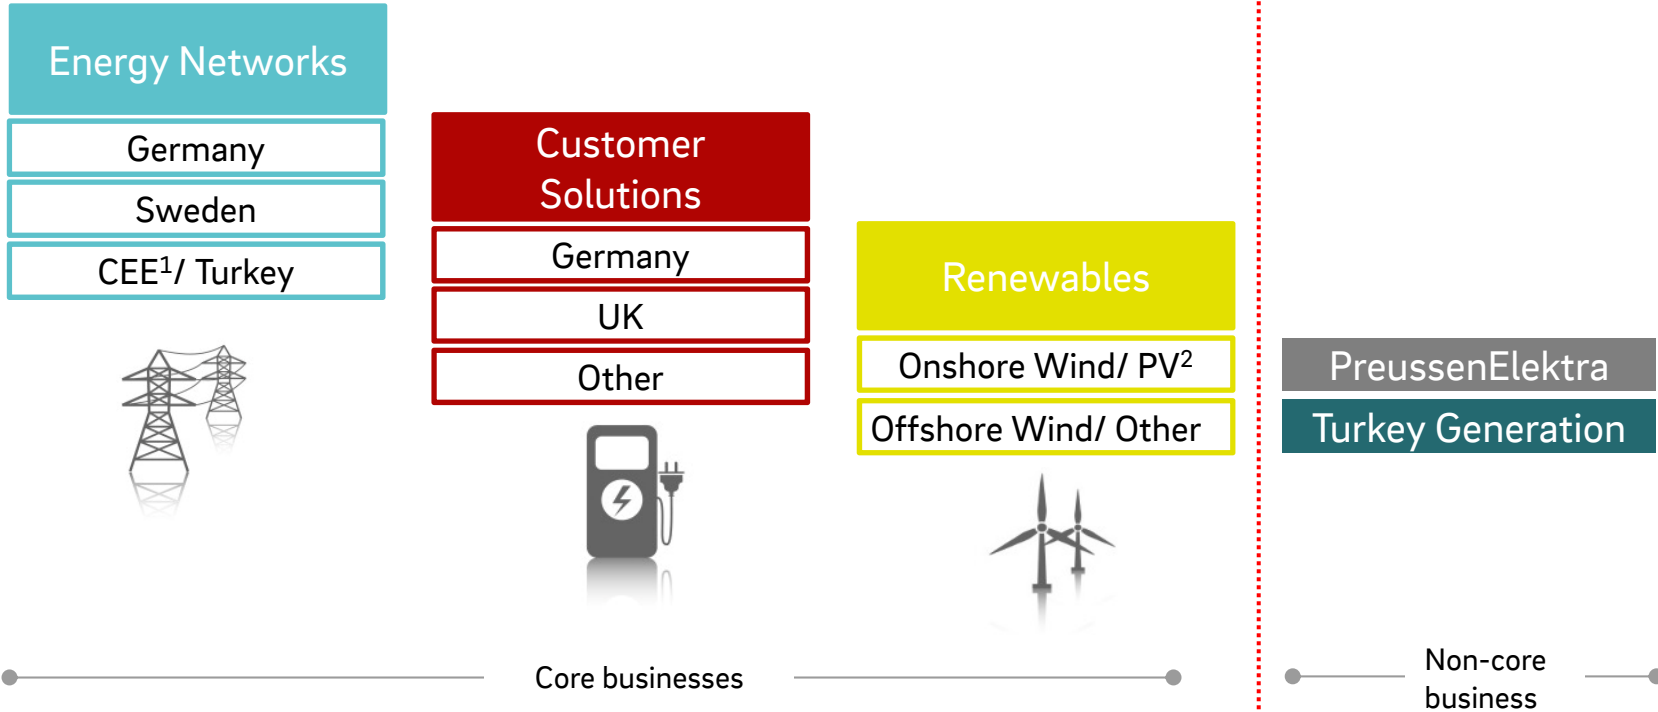 Energy Networks
Germany
Sweden
CEE¹/ Turkey
Customer
Solutions
Germany
UK
Other
Renewables
Onshore Wind/ PV²
Offshore Wind/ Other
PreussenElektra
Turkey Generation
Core businesses
Non-core
business